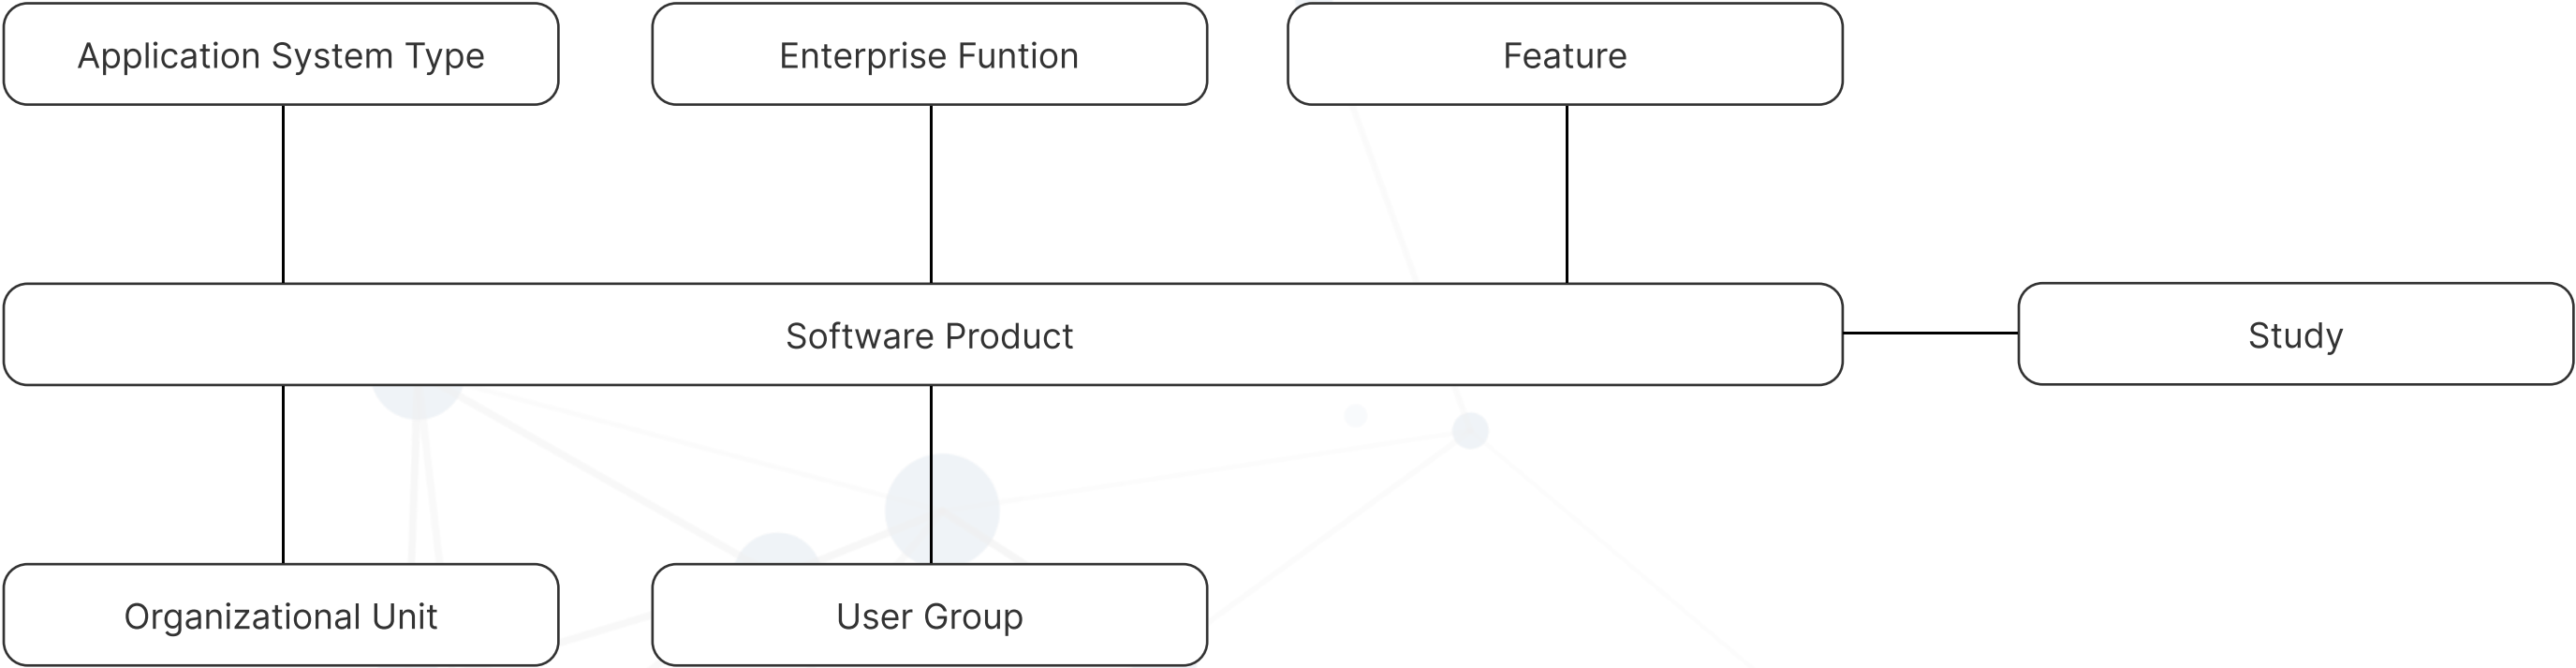 Application System Type
Enterprise Funtion
Feature
Software Product
Study
Organizational Unit
User Group